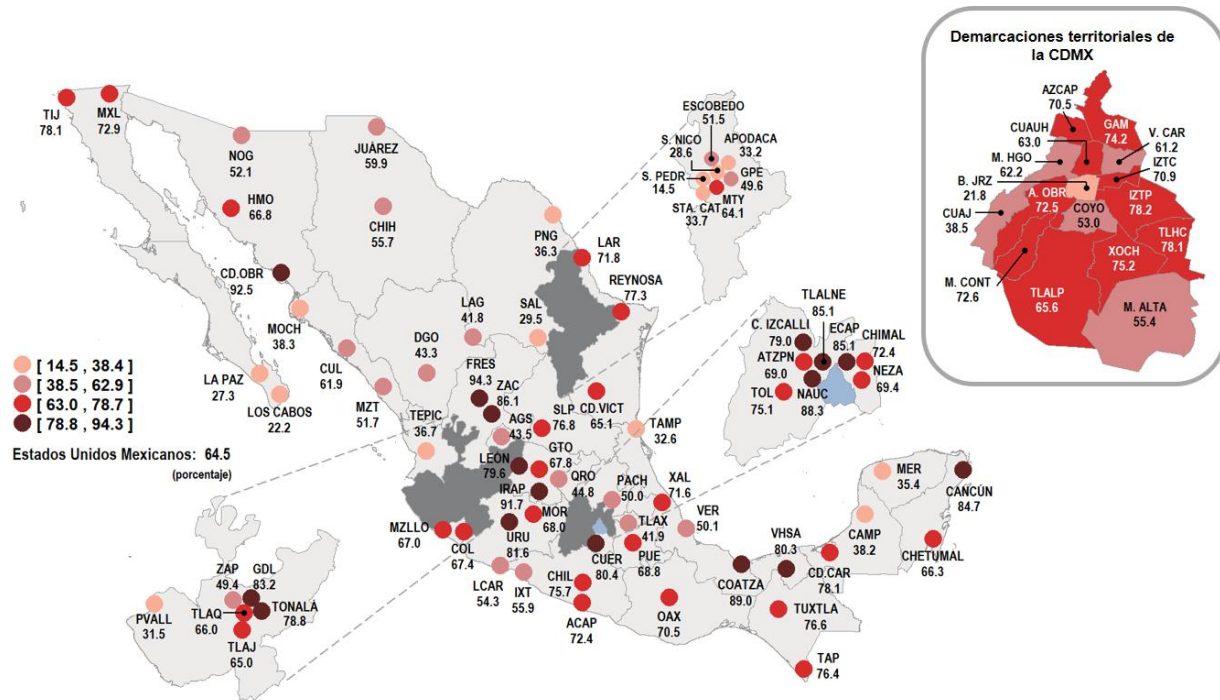 Demarcaciones territoriales de
la CDMX
AZCAP
70.5
GAM
74.2
CUAUH
63.0
V. CAR
61.2
M. HGO
62.2
IZTC
70.9
B. JRZ
21.8
A. OBR
72.5
IZTP
78.2
CUAJ
38.5
COYO
53.0
TLHC
78.1
XOCH
75.2
M. CONT
72.6
TLALP
65.6
M. ALTA
55.4
TIJ
78.1
MXL
72.9
NOG
52.1
JUÁREZ
59.9
HMO
66.8
CHIH
55.7
CD.OBR
92.5
MOCH
38.3
CUL
61.9
LA PAZ
27.3
LOS CABOS
22.2
MZT
51.7
DGO
43.3
LAG
41.8
SAL
29.5
PNG
36.3
LAR
71.8
REYNOSA
77.3
ESCOBEDO
51.5
S. NICO
28.6
APODACA
33.2
S. PEDR
14.5
GPE
49.6
MTY
64.1
STA. CAT
33.7
FRES
94.3
ZAC
86.1
TEPIC
36.7
AGS
43.5
SLP
76.8
CD.VICT
65.1
TAMP
32.6
LEÓN
79.6
GTO
67.8
QRO
44.8
IRAP
91.7
PACH
50.0
XAL
71.6
MOR
68.0
TLAX
41.9
VER
50.1
URU
81.6
MZLLO
67.0
COL
67.4
CUER
80.4
PUE
68.8
LCAR
54.3
IXT
55.9
CHIL
75.7
ACAP
72.4
OAX
70.5
COATZA
89.0
VHSA
80.3
CD.CAR
78.1
TUXTLA
76.6
TAP
76.4
MER
35.4
CANCÚN
84.7
CAMP
38.2
CHETUMAL
66.3
TLALNE
85.1
C. IZCALLI
79.0
ECAP
85.1
CHIMAL
72.4
ATZPN
69.0
NEZA
69.4
TOL
75.1
NAUC
88.3
[ 14.5 , 38.4 ]
[ 38.5 , 62.9 ]
[ 63.0 , 78.7 ]
[ 78.8 , 94.3 ]
Estados Unidos Mexicanos: 64.5
(porcentaje)
ZAP
49.4
GDL
83.2
TONALÁ
78.8
PVALL
31.5
TLAQ
66.0
TLAJ
65.0